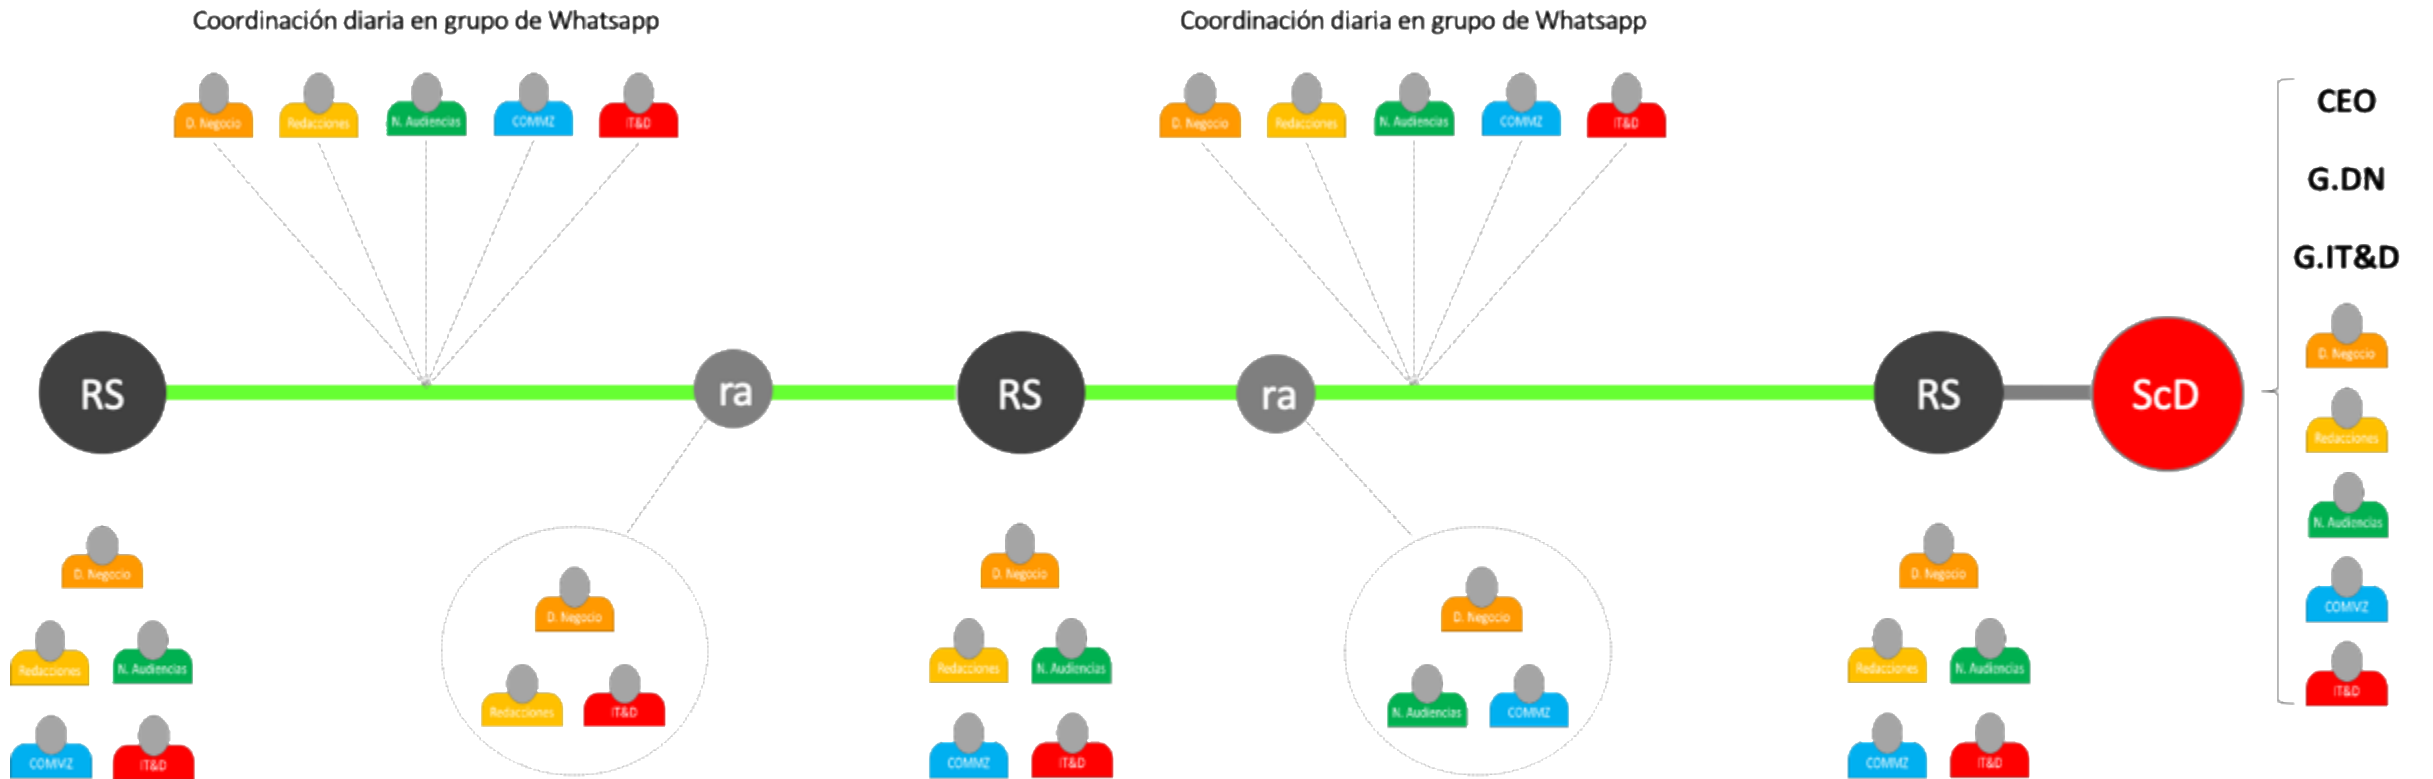 Coordinación diaria en grupo de Whatsapp
Coordinación diaria en grupo de Whatsapp
D. Negocio
Redacciones
N. Audiencias
COMMZ
IT&D
D. Negocio
Redacciones
N. Audiencias
COMMZ
IT&D
CEO
G.DN
G.IT&D
RS
ra
RS
ra
RS
ScD
D. Negocio
Redacciones
N. Audiencias
COMMZ
IT&D
D. Negocio
Redacciones
N. Audiencias
COMMZ
IT&D
D. Negocio
Redacciones
IT&D
D. Negocio
Redacciones
N. Audiencias
COMMZ
IT&D
D. Negocio
N. Audiencias
COMMZ
D. Negocio
Redacciones
N. Audiencias
COMMZ
IT&D